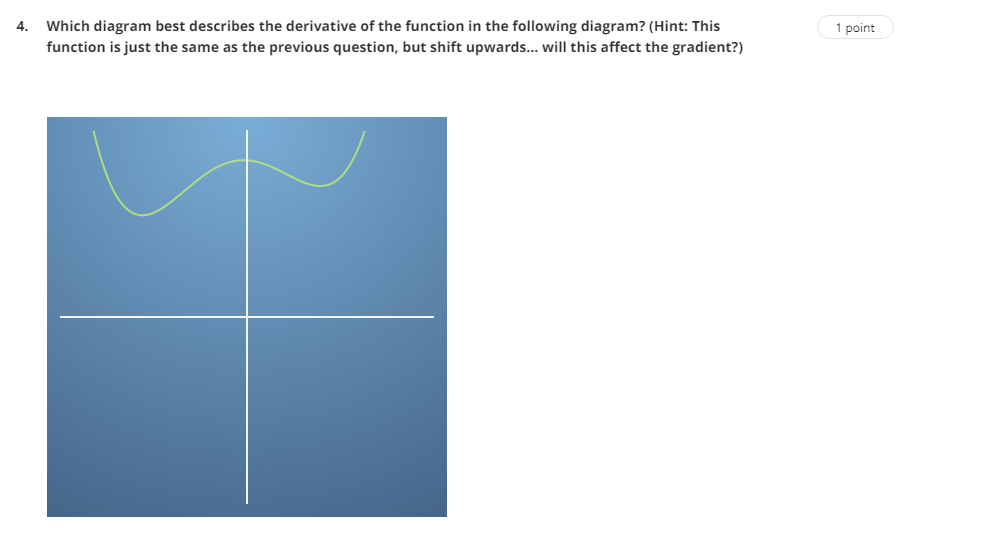 4. Which diagram best describes the derivative of the function in the following diagram? (Hint: This
function is just the same as the previous question, but shift upwards... will this affect the gradient?)
1 point